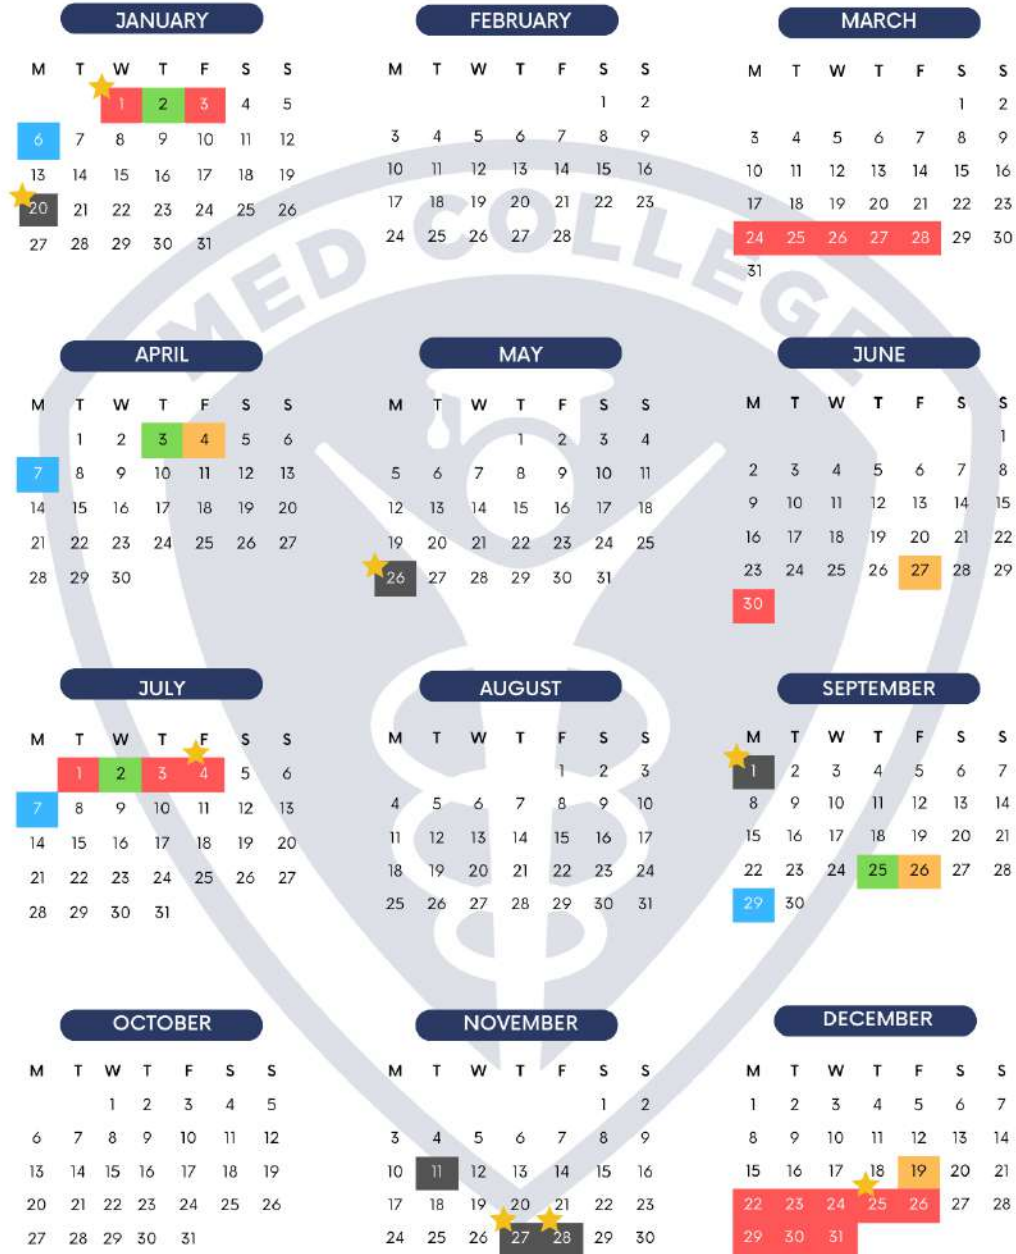 JANUARY
M T W T F S S
1 2 3 4 5
6 7 8 9 10 11 12
13 14 15 16 17 18 19
20 21 22 23 24 25 26
27 28 29 30 31
FEBRUARY
M T W T F S S
1 2
3 4 5 6 7 8 9
10 11 12 13 14 15 16
17 18 19 20 21 22 23
24 25 26 27 28
MARCH
M T W T F S S
1 2
3 4 5 6 7 8 9
10 11 12 13 14 15 16
17 18 19 20 21 22 23
24 25 26 27 28 29 30
31
MED COLLEGE
APRIL
M T W T F S S
1 2 3 4 5 6
7 8 9 10 11 12 13
14 15 16 17 18 19 20
21 22 23 24 25 26 27
28 29 30
MAY
M T W T F S S
1 2 3 4
5 6 7 8 9 10 11
12 13 14 15 16 17 18
19 20 21 22 23 24 25
26 27 28 29 30 31
JUNE
M T W T F S S
1
2 3 4 5 6 7 8
9 10 11 12 13 14 15
16 17 18 19 20 21 22
23 24 25 26 27 28 29
30
JULY
M T W T F S S
1 2 3 4 5 6
7 8 9 10 11 12 13
14 15 16 17 18 19 20
21 22 23 24 25 26 27
28 29 30 31
AUGUST
M T W T F S S
1 2 3
4 5 6 7 8 9 10
11 12 13 14 15 16 17
18 19 20 21 22 23 24
25 26 27 28 29 30 31
SEPTEMBER
M T W T F S S
1 2 3 4 5 6 7
8 9 10 11 12 13 14
15 16 17 18 19 20 21
22 23 24 25 26 27 28
29 30
OCTOBER
M T W T F S S
1 2 3 4 5
6 7 8 9 10 11 12
13 14 15 16 17 18 19
20 21 22 23 24 25 26
27 28 29 30 31
NOVEMBER
M T W T F S S
1 2
3 4 5 6 7 8 9
10 11 12 13 14 15 16
17 18 19 20 21 22 23
24 25 26 27 28 29 30
DECEMBER
M T W T F S S
1 2 3 4 5 6 7
8 9 10 11 12 13 14
15 16 17 18 19 20 21
22 23 24 25 26 27 28
29 30 31